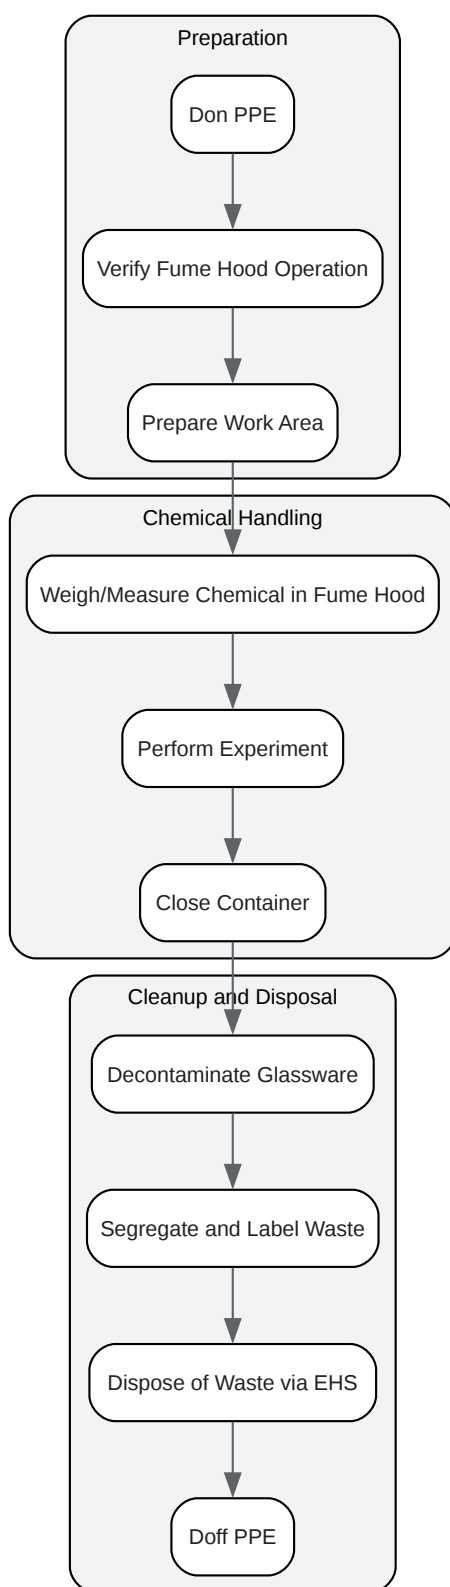 Preparation
Don PPE
Verify Fume Hood Operation
Prepare Work Area
Chemical Handling
Weigh/Measure Chemical in Fume Hood
Perform Experiment
Close Container
Cleanup and Disposal
Decontaminate Glassware
Segregate and Label Waste
Dispose of Waste via EHS
Doff PPE